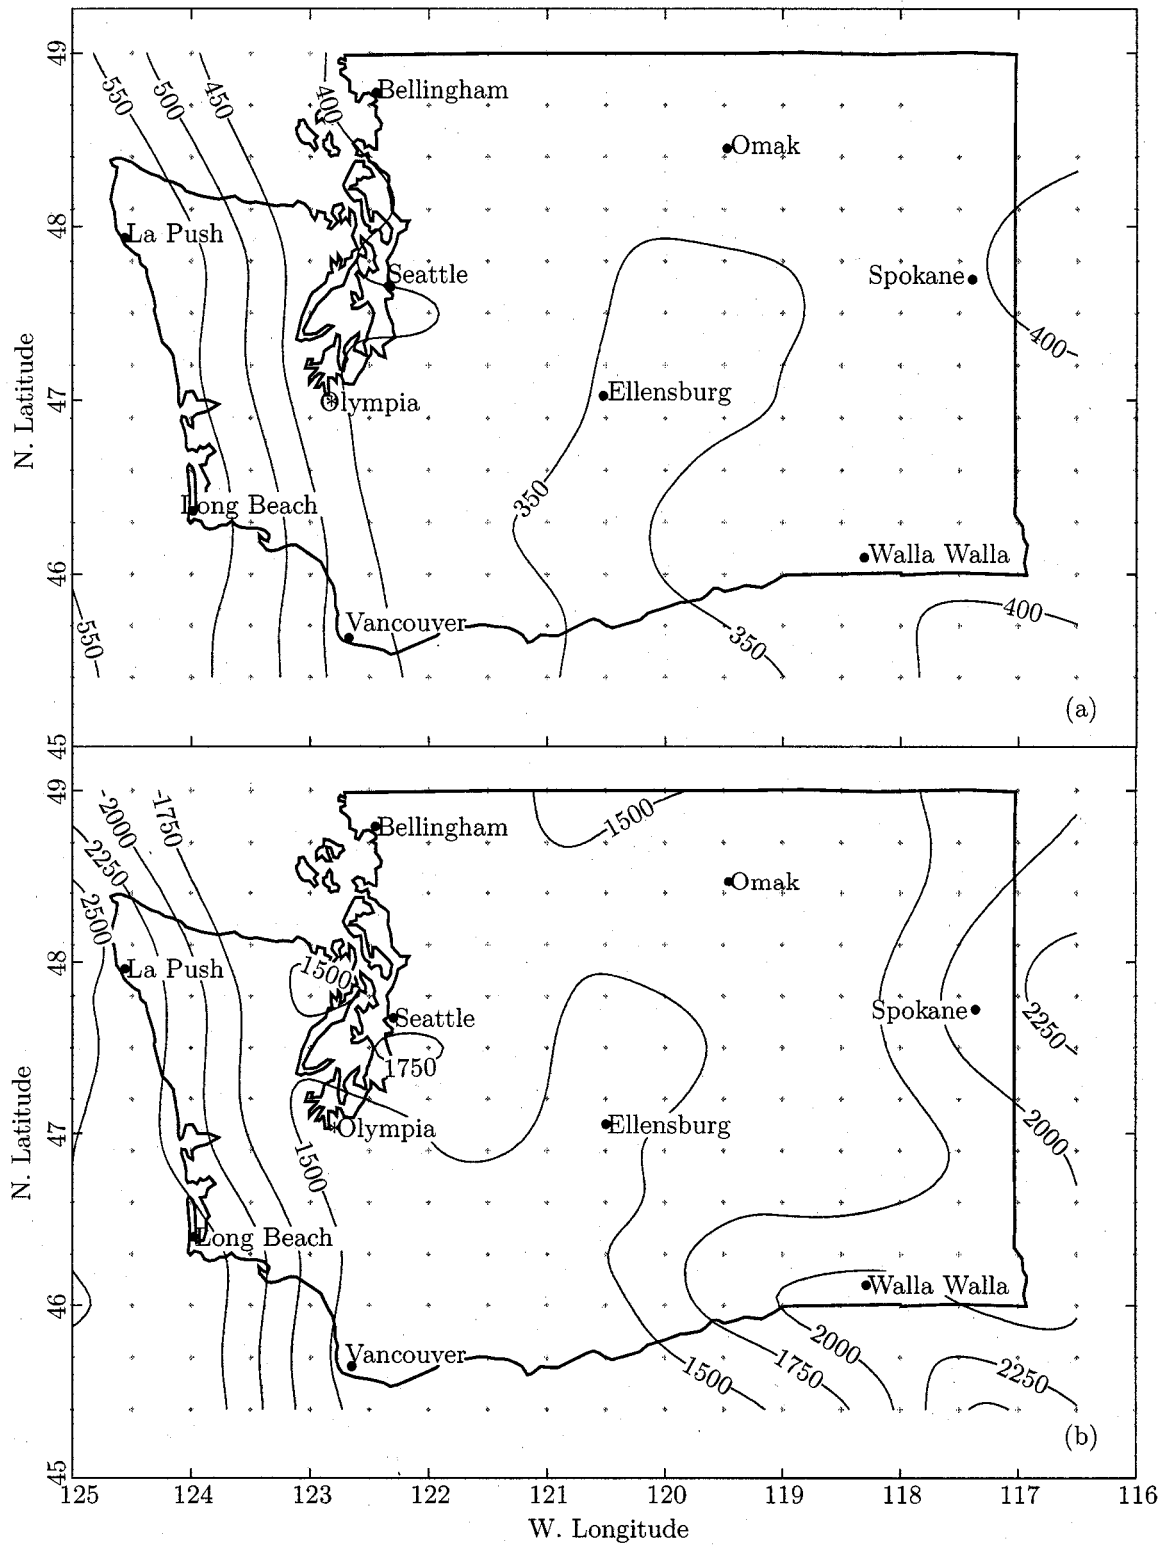 49
550
500
450
400
Bellingham
Omak
48
La Push
Seattle
Spokane
400
N. Latitude
47
Olympia
Ellensburg
350
Long Beach
Walla Walla
46
Vancouver
400
550
350
(a)
45
49
-2000
-1750
1500
Bellingham
2250
Omak
2500
48
La Push
1500
Spokane
Seattle
2250
1750
N. Latitude
47
Olympia
Ellensburg
2000
1500
Long Beach
Walla Walla
46
Vancouver
2000
1500
1750
2250
(b)
45
125 124 123 122 121 120 119 118 117 116
W. Longitude